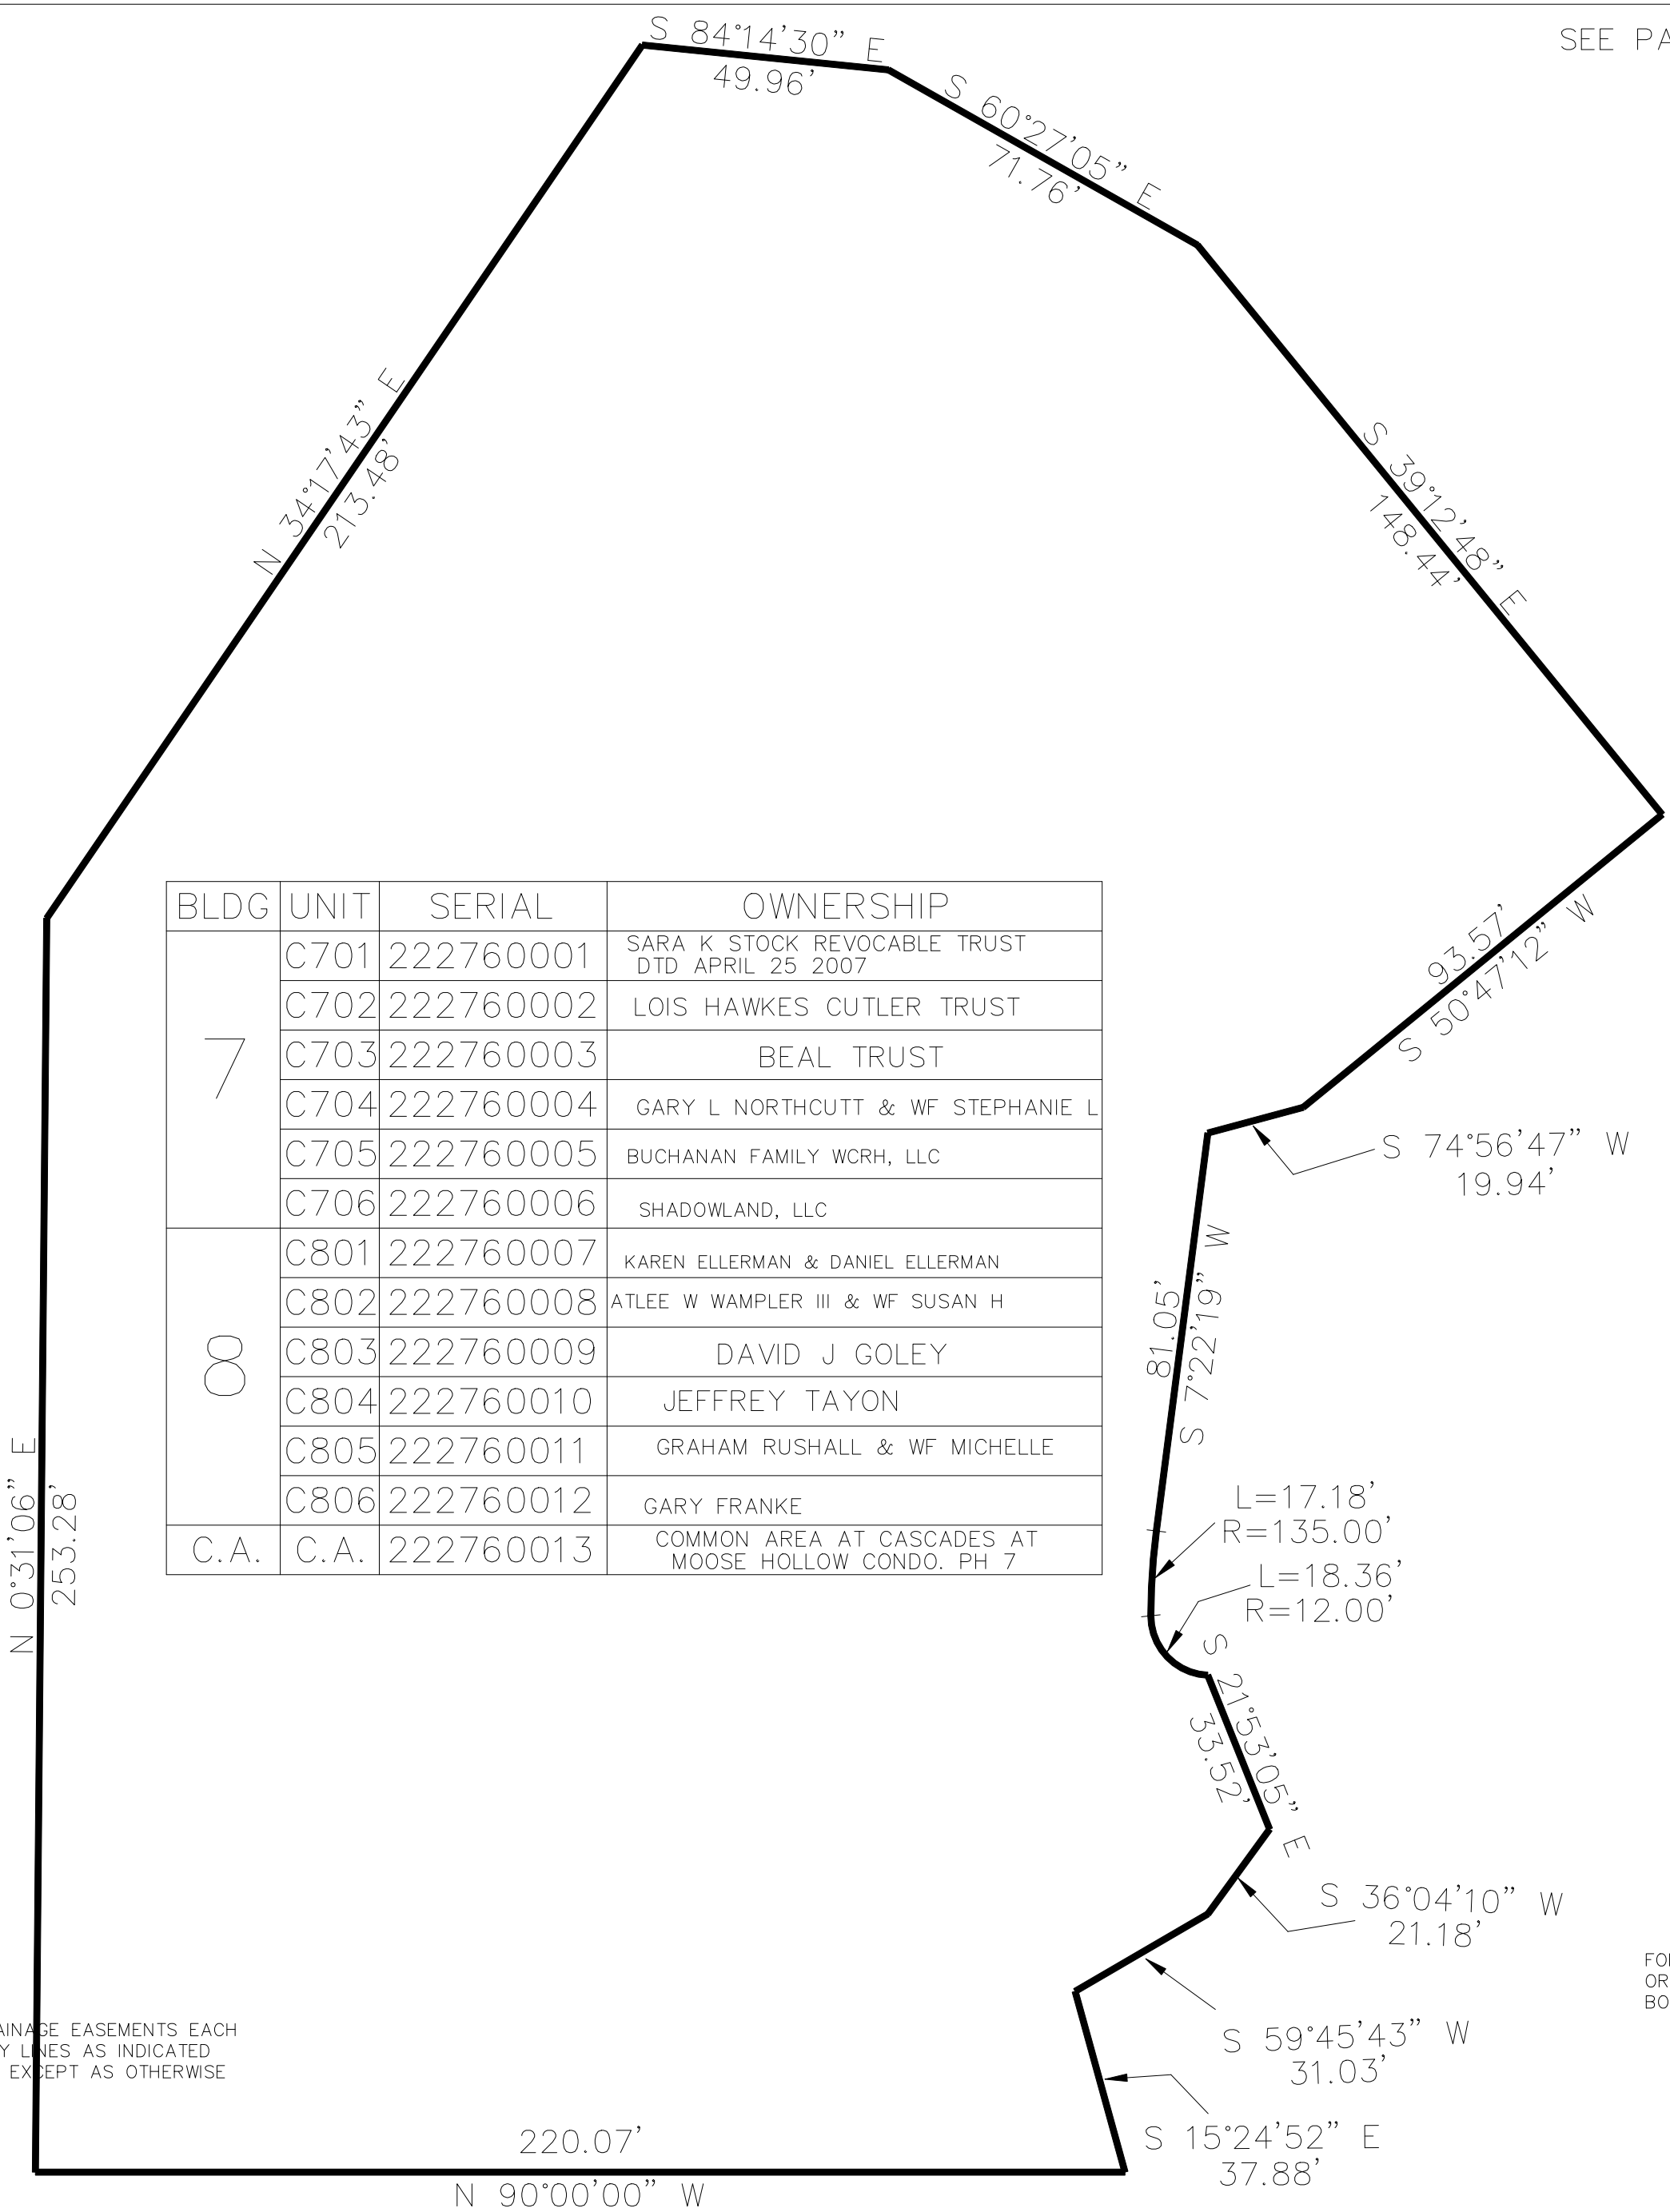 SEE PA
S 84°14'30" E
49.96'
S 60°27'05" E
71.76'
N 34°17'43" E
213.48'
S 39°12'48" E
148.44'
93.57'
S 50°47'12" W
S 74°56'47" W
19.94'
81.05'
S 7°22'19" W
L=17.18'
R=135.00'
L=18.36'
R=12.00'
S 21°53'05" E
33.52'
S 36°04'10" W
21.18'
S 59°45'43" W
31.03'
S 15°24'52" E
37.88'
220.07'
N 90°00'00" W
N 0°31'06" E
253.28'
BLDG UNIT SERIAL OWNERSHIP
7
C701 222760001 SARA K STOCK REVOCABLE TRUST
DTD APRIL 25 2007
C702 222760002 LOIS HAWKES CUTLER TRUST
C703 222760003 BEAL TRUST
C704 222760004 GARY L NORTHCUTT & WF STEPHANIE L
C705 222760005 BUCHANAN FAMILY WCRH, LLC
C706 222760006 SHADOWLAND, LLC
8
C801 222760007 KAREN ELLERMAN & DANIEL ELLERMAN
C802 222760008 ATLEE W WAMPLER III & WF SUSAN H
C803 222760009 DAVID J GOLEY
C804 222760010 JEFFREY TAYON
C805 222760011 GRAHAM RUSHALL & WF MICHELLE
C806 222760012 GARY FRANKE
C.A. C.A. 222760013 COMMON AREA AT CASCADES AT
MOOSE HOLLOW CONDO. PH 7
AINAGE EASEMENTS EACH
Y LINES AS INDICATED
EXCEPT AS OTHERWISE
FO
OR
BO